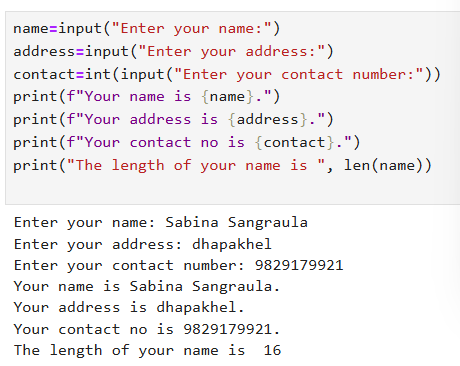 name=input("Enter your name:")
address=input("Enter your address:")
contact=int(input("Enter your contact number:"))
print(f"Your name is {name}.")
print(f"Your address is {address}.")
print(f"Your contact no is {contact}.")
print("The length of your name is ", len(name))
Enter your name: Sabina Sangraula
Enter your address: dhapakhel
Enter your contact number: 9829179921
Your name is Sabina Sangraula.
Your address is dhapakhel.
Your contact no is 9829179921.
The length of your name is  16